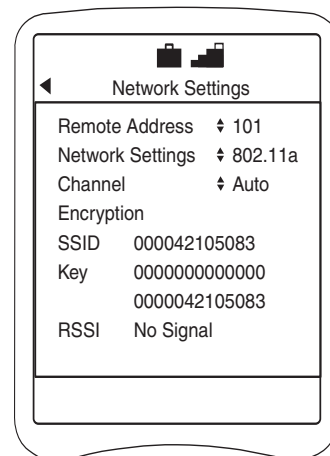 Network Settings
Remote Address 101
Network Settings 802.11a
Channel Auto
Encryption
SSID 000042105083
Key 0000000000000
0000042105083
RSSI No Signal